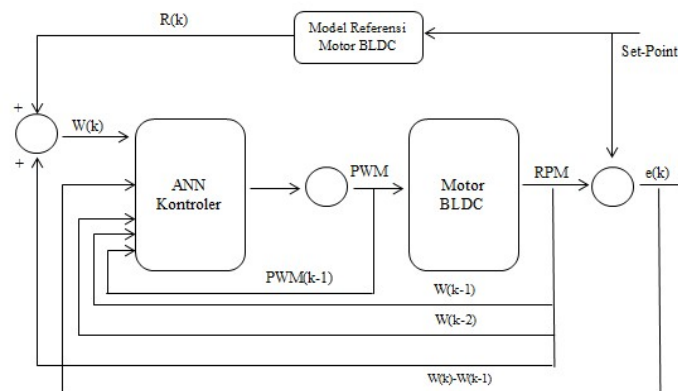 R(k)
Model Referensi
Motor BLDC
Set-Point
+
W(k)
+
ANN
Kontroler
PWM
Motor
BLDC
RPM
e(k)
PWM(k-1)
W(k-1)
W(k-2)
W(k)-W(k-1)